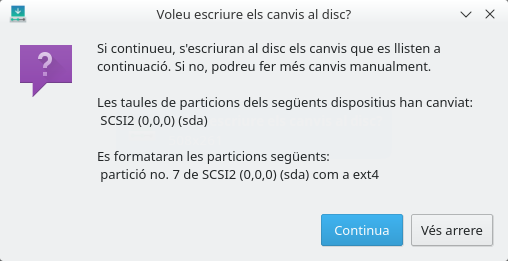 Voleu escriure els canvis al disc?
Si continueu, s'escriuran al disc els canvis que es llisten a
continuació. Si no, podreu fer més canvis manualment.
Les taules de particions dels següents dispositius han canviat:
SCSI2 (0,0,0) (sda)
Es formataran les particions següents:
partició no. 7 de SCSI2 (0,0,0) (sda) com a ext4
Continua
Vés arrere